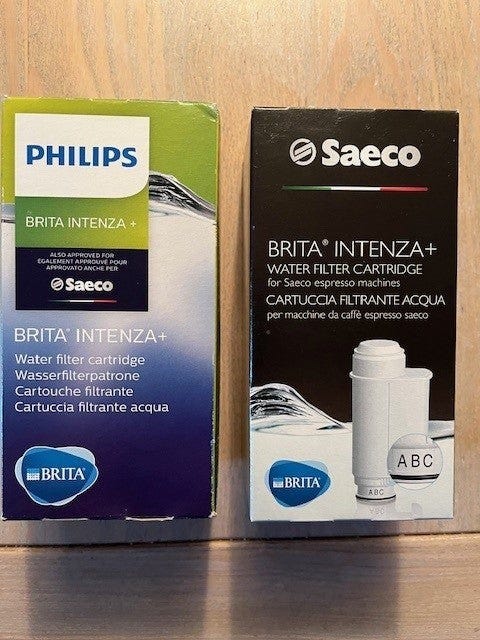 PHILIPS
BRITA INTENZA +
ALSO APPROVED FOR
EGALEMENT APPROUVÉ POUR
APPROVATO ANCHE PER
Saeco
BRITA® INTENZA+
Water filter cartridge
Wasserfilterpatrone
Cartouche filtrante
Cartuccia filtrante acqua
BRITA®
Saeco
BRITA® INTENZA+
WATER FILTER CARTRIDGE
for Saeco espresso machines
CARTUCCIA FILTRANTE ACQUA
per macchine da caffè espresso saeco
ABC
ABC
BRITA®